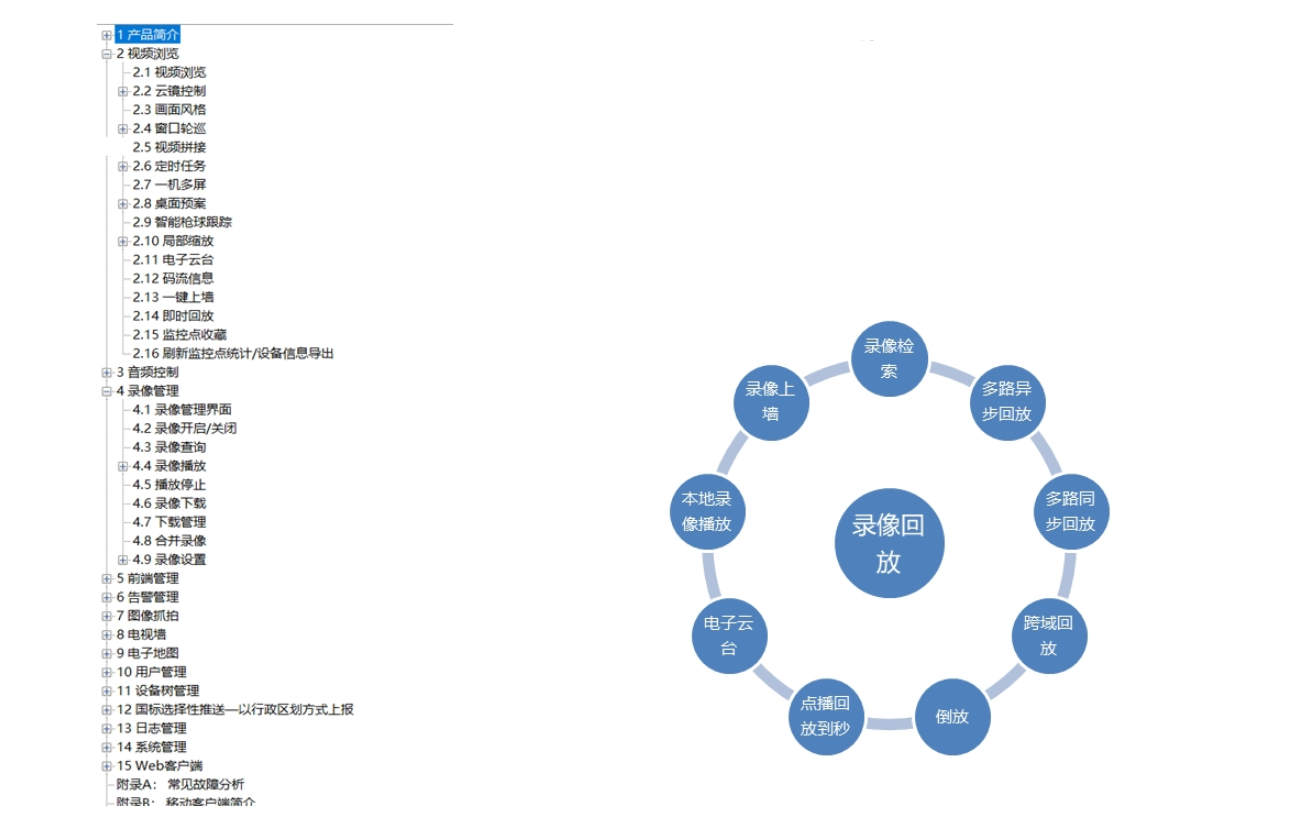 1 产品简介
2 视频浏览
2.1 视频浏览
2.2 云镜控制
2.3 画面风格
2.4 窗口轮巡
2.5 视频拼接
2.6 定时任务
2.7 一机多屏
2.8 桌面预案
2.9 智能枪球跟踪
2.10 局部缩放
2.11 电子云台
2.12 码流信息
2.13 一键上墙
2.14 即时回放
2.15 监控点收藏
2.16 刷新监控点统计/设备信息导出
3 音频控制
4 录像管理
4.1 录像管理界面
4.2 录像开启/关闭
4.3 录像查询
4.4 录像播放
4.5 播放停止
4.6 录像下载
4.7 下载管理
4.8 合并录像
4.9 录像设置
5 前端管理
6 告警管理
7 图像抓拍
8 电视墙
9 电子地图
10 用户管理
11 设备树管理
12 国标选择性推送—以行政区划方式上报
13 日志管理
14 系统管理
15 Web客户端
附录A： 常见故障分析
附录B： 移动客户端简介
录像检
索
多路异
步回放
多路同
步回放
跨域回
放
倒放
点播回
放到秒
电子云
台
本地录
像播放
录像上
墙
录像回
放